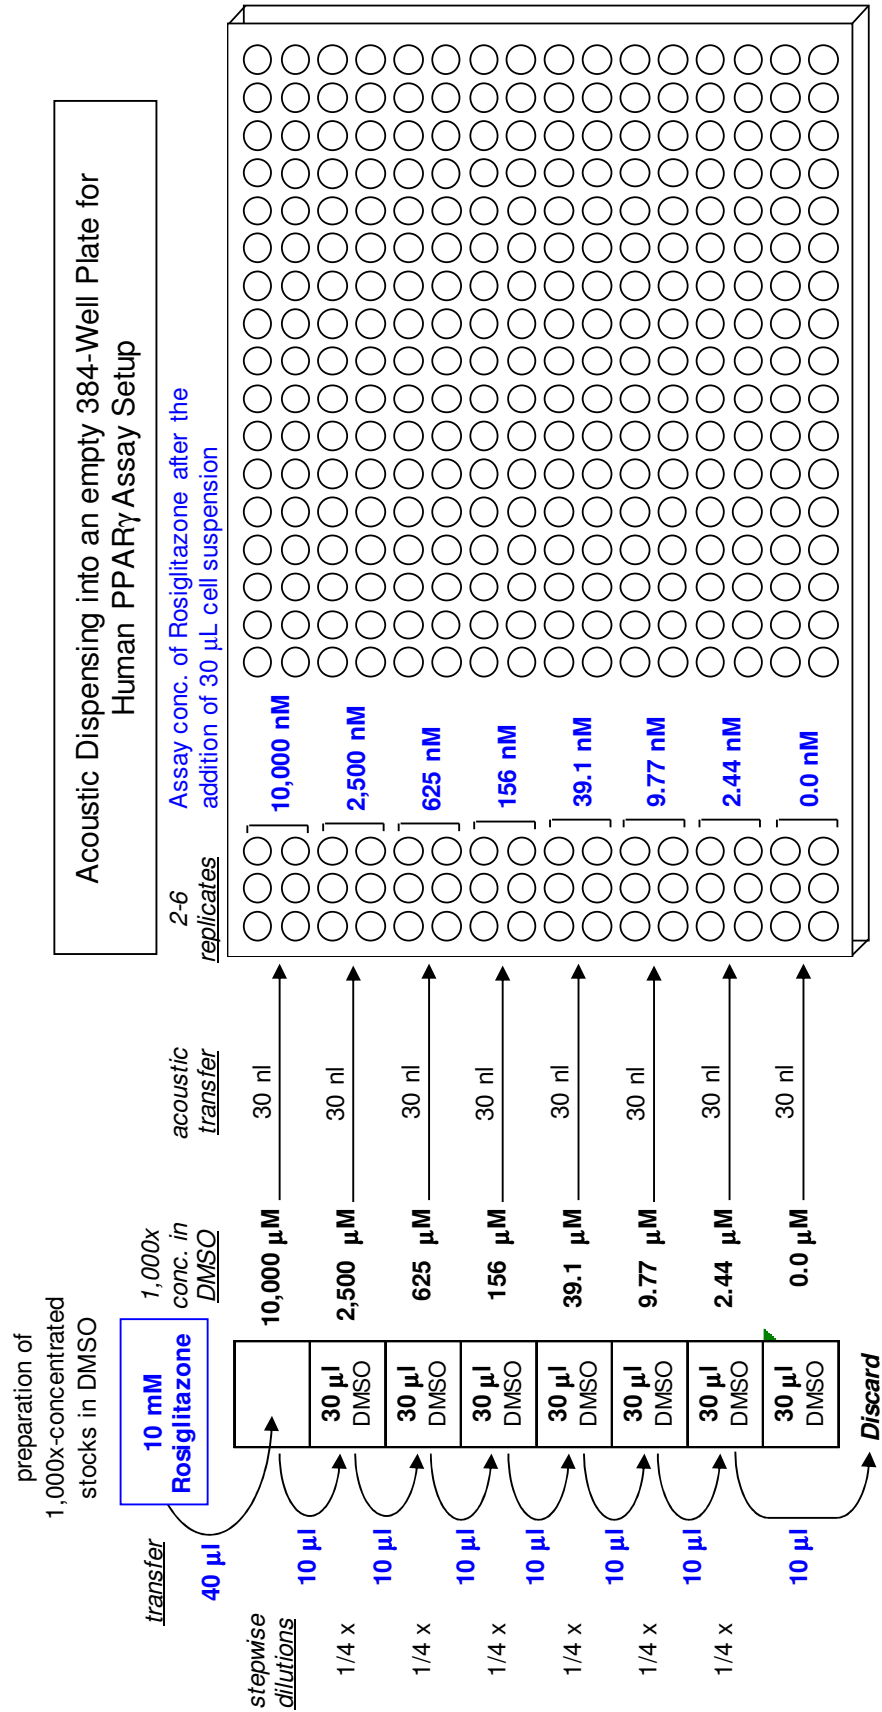 Acoustic Dispensing into an empty 384-Well Plate for
Human PPARγ Assay Setup
preparation of
1,000x-concentrated
stocks in DMSO
transfer
10 mM
Rosiglitazone
1,000x
conc. in
DMSO
acoustic
transfer
2-6
replicates
Assay conc. of Rosiglitazone after the
addition of 30 µL cell suspension
stepwise
dilutions
40 µl
10,000 µM
30 nl
10,000 nM
1/4 x
10 µl
30 µl
DMSO
2,500 µM
30 nl
2,500 nM
1/4 x
10 µl
30 µl
DMSO
625 µM
30 nl
625 nM
1/4 x
10 µl
30 µl
DMSO
156 µM
30 nl
156 nM
1/4 x
10 µl
30 µl
DMSO
39.1 µM
30 nl
39.1 nM
1/4 x
10 µl
30 µl
DMSO
9.77 µM
30 nl
9.77 nM
1/4 x
10 µl
30 µl
DMSO
2.44 µM
30 nl
2.44 nM
10 µl
30 µl
DMSO
0.0 µM
30 nl
0.0 nM
Discard